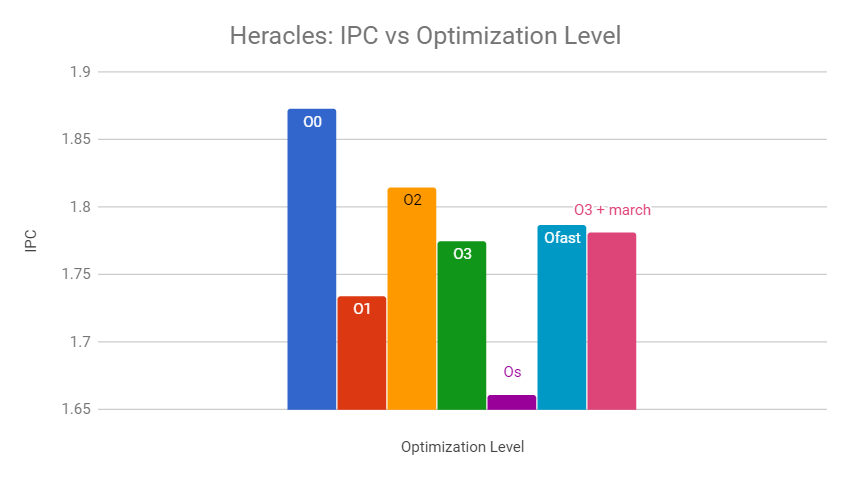 Heracles: IPC vs Optimization Level
1.9
1.85
1.8
1.75
1.7
1.65
IPC
O0
O1
O2
O3
Os
Ofast
O3 + march
Optimization Level